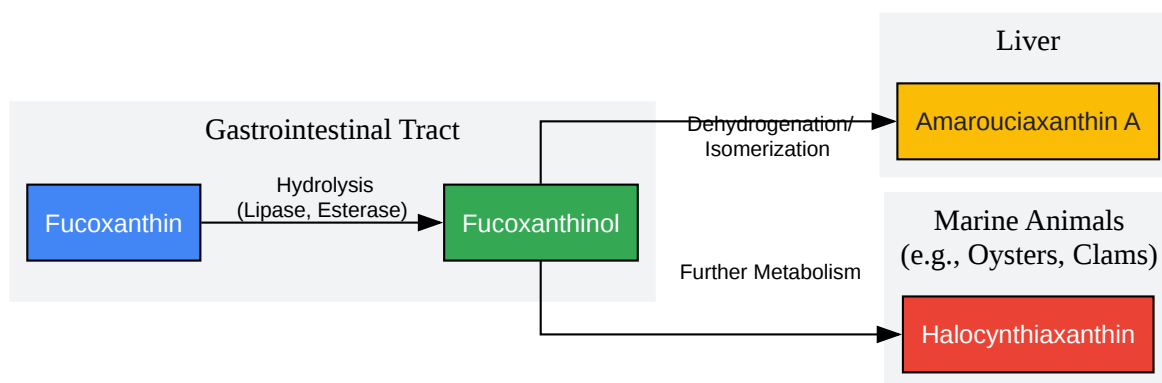 Liver
Amarouciaxanthin A
Gastrointestinal Tract
Dehydrogenation/
Isomerization
Hydrolysis
(Lipase, Esterase)
Fucoxanthin
Fucoxanthinol
Marine Animals
(e.g., Oysters, Clams)
Further Metabolism
Halocynthiaxanthin